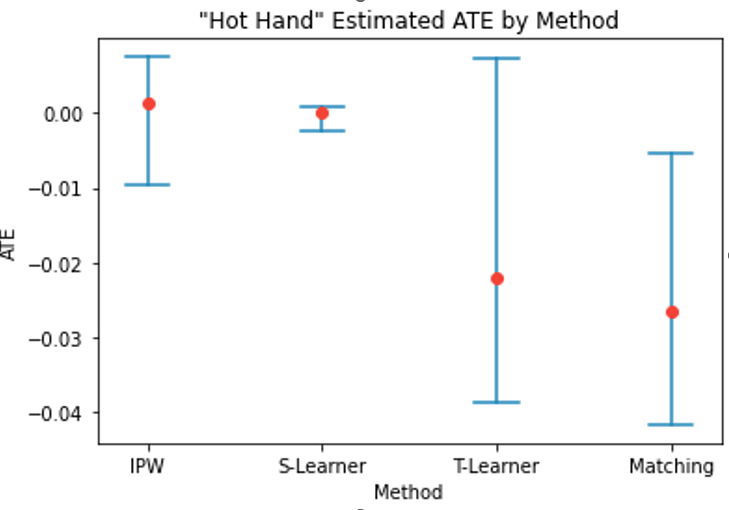 "Hot Hand" Estimated ATE by Method
ATE
0.00
−0.01
−0.02
−0.03
−0.04
IPW S-Learner T-Learner Matching
Method